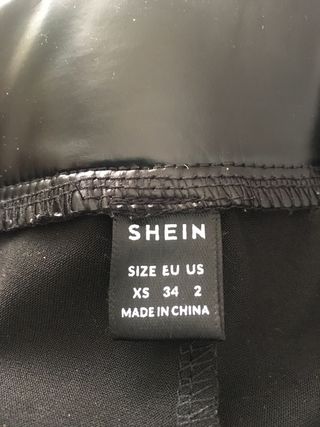 SHEIN
SIZE EU US
XS 34 2
MADE IN CHINA